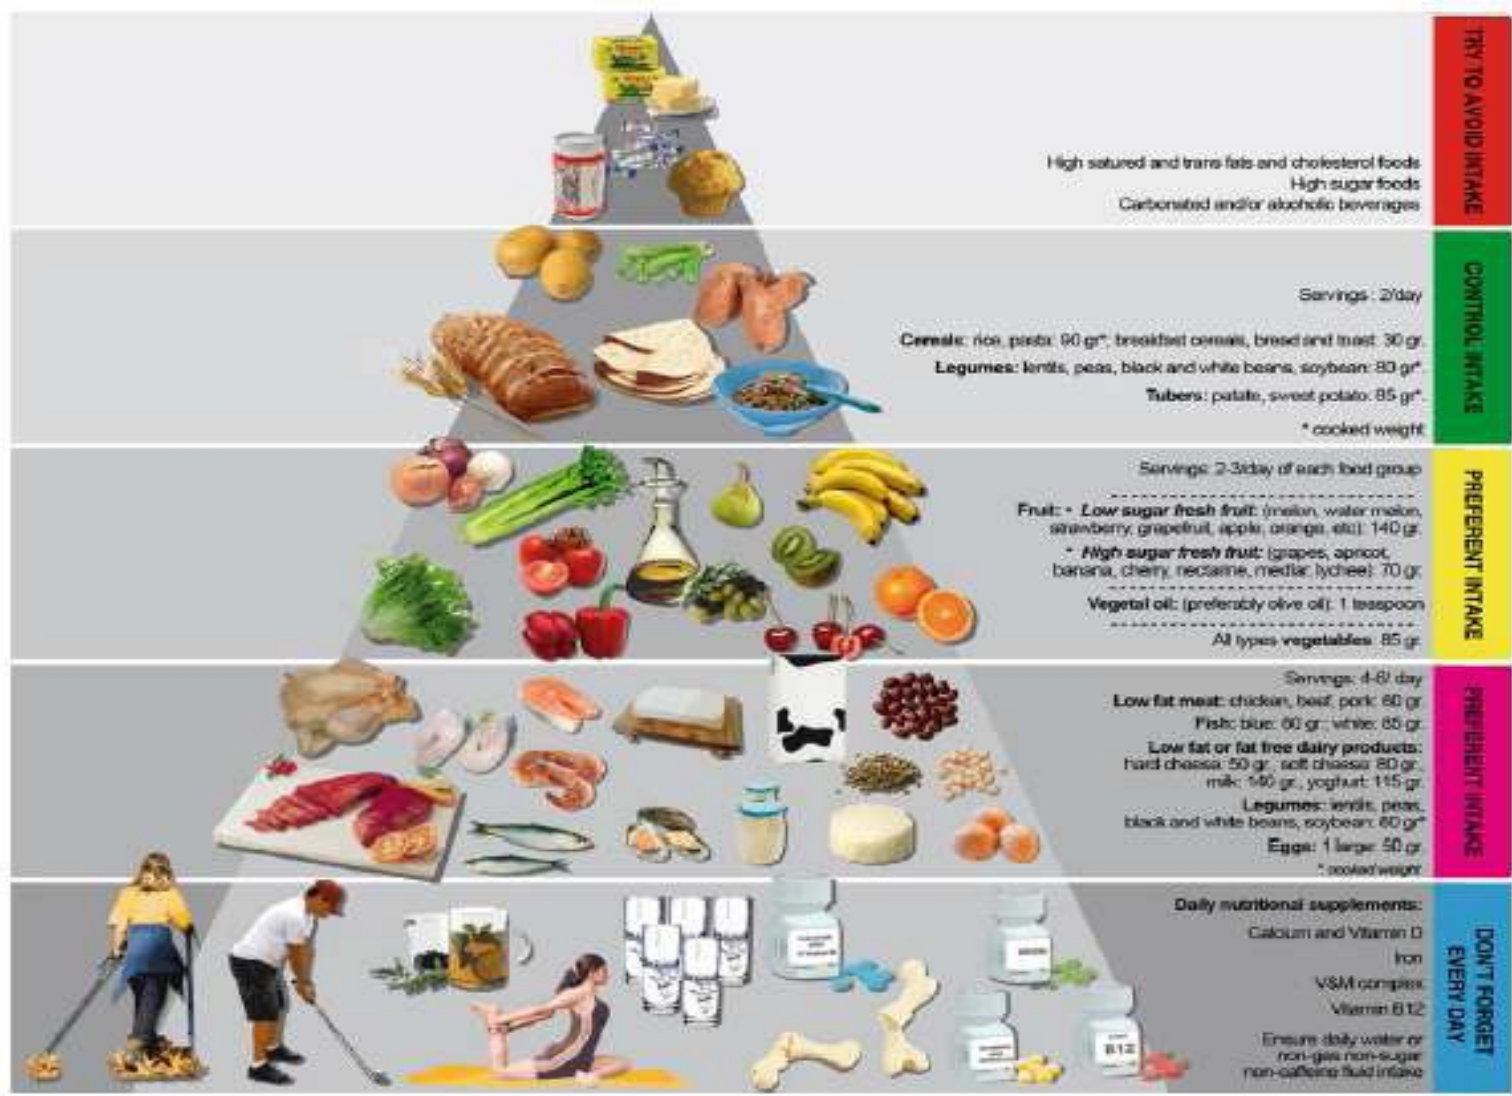 TRY TO AVOID INTAKE
High satured and trans fats and cholesterol foods
High sugar foods
Carbonated and/or alcoholic beverages
CONTROL INTAKE
Servings : 2/day
Cereals: rice, pasta: 90 gr*; breakfast cereals, bread and toast: 30 gr.
Legumes: lentils, peas, black and white beans, soybean: 80 gr*.
Tubers: patato, sweet potato: 85 gr*.
* cooked weight
PREFERENT INTAKE
Servings: 2-3/day of each food group
Fruit: • Low sugar fresh fruit: (melon, water melon,
strawberry, grapefruit, apple, orange, etc): 140 gr.
* High sugar fresh fruit: (grapes, apricot,
banana, cherry, nectarine, medlar, lychee): 70 gr.
Vegetal oil: (preferably olive oil): 1 teaspoon
All types vegetables: 85 gr.
PREFERENT INTAKE
Servings: 4-6/ day
Low fat meat: chicken, beef, pork: 60 gr.
Fish: blue: 60 gr.; white: 85 gr.
Low fat or fat free dairy products:
hard cheese: 50 gr., soft cheese: 80 gr.,
milk: 140 gr., yoghurt: 115 gr.
Legumes: lentils, peas,
black and white beans, soybean: 80 gr*
Eggs: 1 large: 50 gr.
* cooked weight
DON'T FORGET
EVERY DAY
Daily nutritional supplements:
Calcium and Vitamin D
Iron
V&M complex
Vitamin B12
Ensure daily water or
non-gas non-sugar
non-caffeine fluid intake
B12